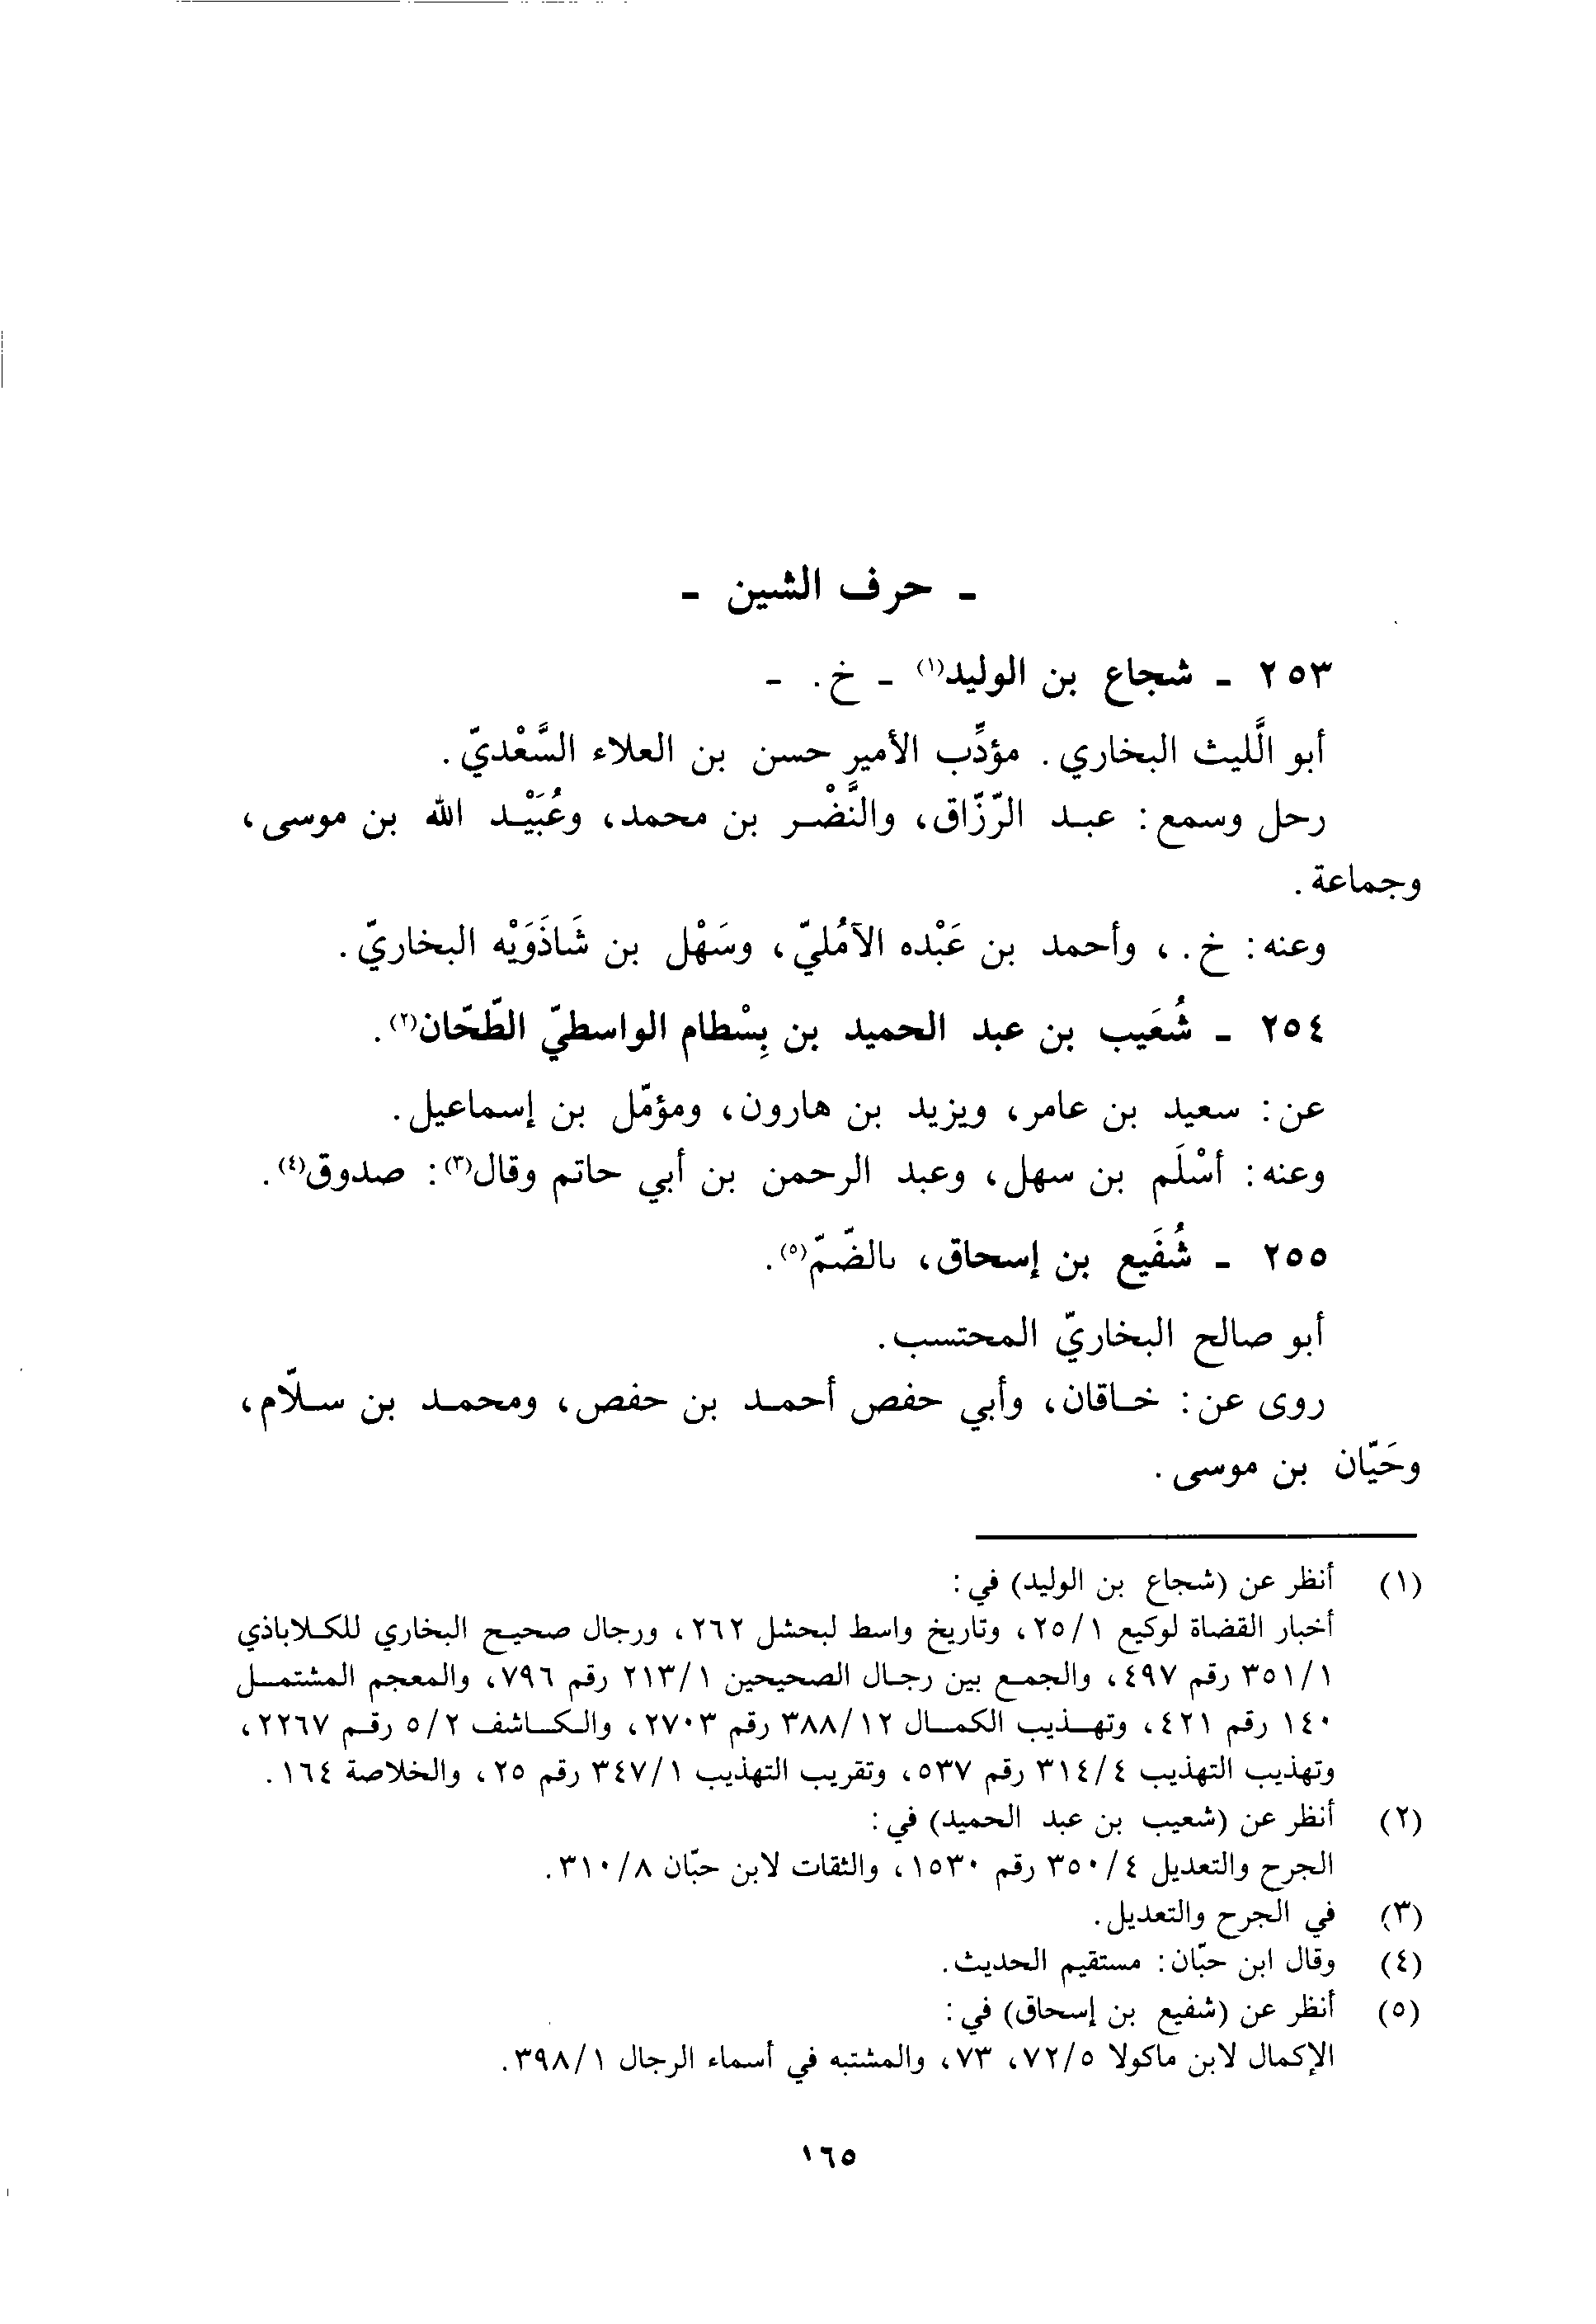 - حرف الشين -
٢٥٣ - شجاع بن الوليد(١) - خ. -
أبو الَّليث البخاري. مؤدِّب الأمير حسن بن العلاء السَّعْديّ.
رحل وسمع: عبد الرّزّاق، والنَّضْر بن محمد، وعُبَيْد الله بن موسى،
وجماعة.
وعنه: خ.، وأحمد بن عَبْده الآمُليّ، وسَهْل بن شَاذَوَيْه البخاريّ.
٢٥٤ - شُعَيب بن عبد الحميد بن بِسْطام الواسطيّ الطّحّان(٢).
عن: سعيد بن عامر، ويزيد بن هارون، ومؤمّل بن إسماعيل.
وعنه: أسْلَم بن سهل، وعبد الرحمن بن أبي حاتم وقال(٣): صدوق(٤).
٢٥٥ - شُفَيع بن إسحاق، بالضّمّ(٥).
أبو صالح البخاريّ المحتسب.
روى عن: خاقان، وأبي حفص أحمد بن حفص، ومحمد بن سلّام،
وحَيّان بن موسى.
(١) أنظر عن (شجاع بن الوليد) في:
أخبار القضاة لوكيع ٢٥/١، وتاريخ واسط لبحشل ٢٦٢، ورجال صحيح البخاري للكلاباذي
٣٥١/١ رقم ٤٩٧، والجمع بين رجال الصحيحين ٢١٣/١ رقم ٧٩٦، والمعجم المشتمل
١٤٠ رقم ٤٢١، وتهذيب الكمال ٣٨٨/١٢ رقم ٢٧٠٣، والكاشف ٥/٢ رقم ٢٢٦٧،
وتهذيب التهذيب ٣١٤/٤ رقم ٥٣٧، وتقريب التهذيب ٣٤٧/١ رقم ٢٥، والخلاصة ١٦٤.
(٢) أنظر عن (شعيب بن عبد الحميد) في:
الجرح والتعديل ٣٥٠/٤ رقم ١٥٣٠، والثقات لابن حبّان ٣١٠/٨.
(٣) في الجرح والتعديل.
(٤) وقال ابن حبّان: مستقيم الحديث.
(٥) أنظر عن (شفيع بن إسحاق) في:
الإكمال لابن ماكولا ٧٢/٥، ٧٣، والمشتبه في أسماء الرجال ٣٩٨/١.
١٦٥